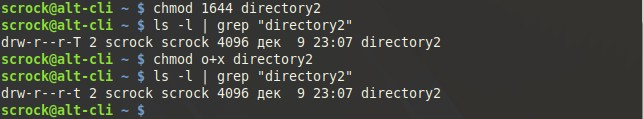 scrock@alt-cli ~ $ chmod 1644 directory2
scrock@alt-cli ~ $ ls -l | grep "directory2"
drw-r--r-T 2 scrock scrock 4096 дек  9 23:07 directory2
scrock@alt-cli ~ $ chmod o+x directory2
scrock@alt-cli ~ $ ls -l | grep "directory2"
drw-r--r-t 2 scrock scrock 4096 дек  9 23:07 directory2
scrock@alt-cli ~ $